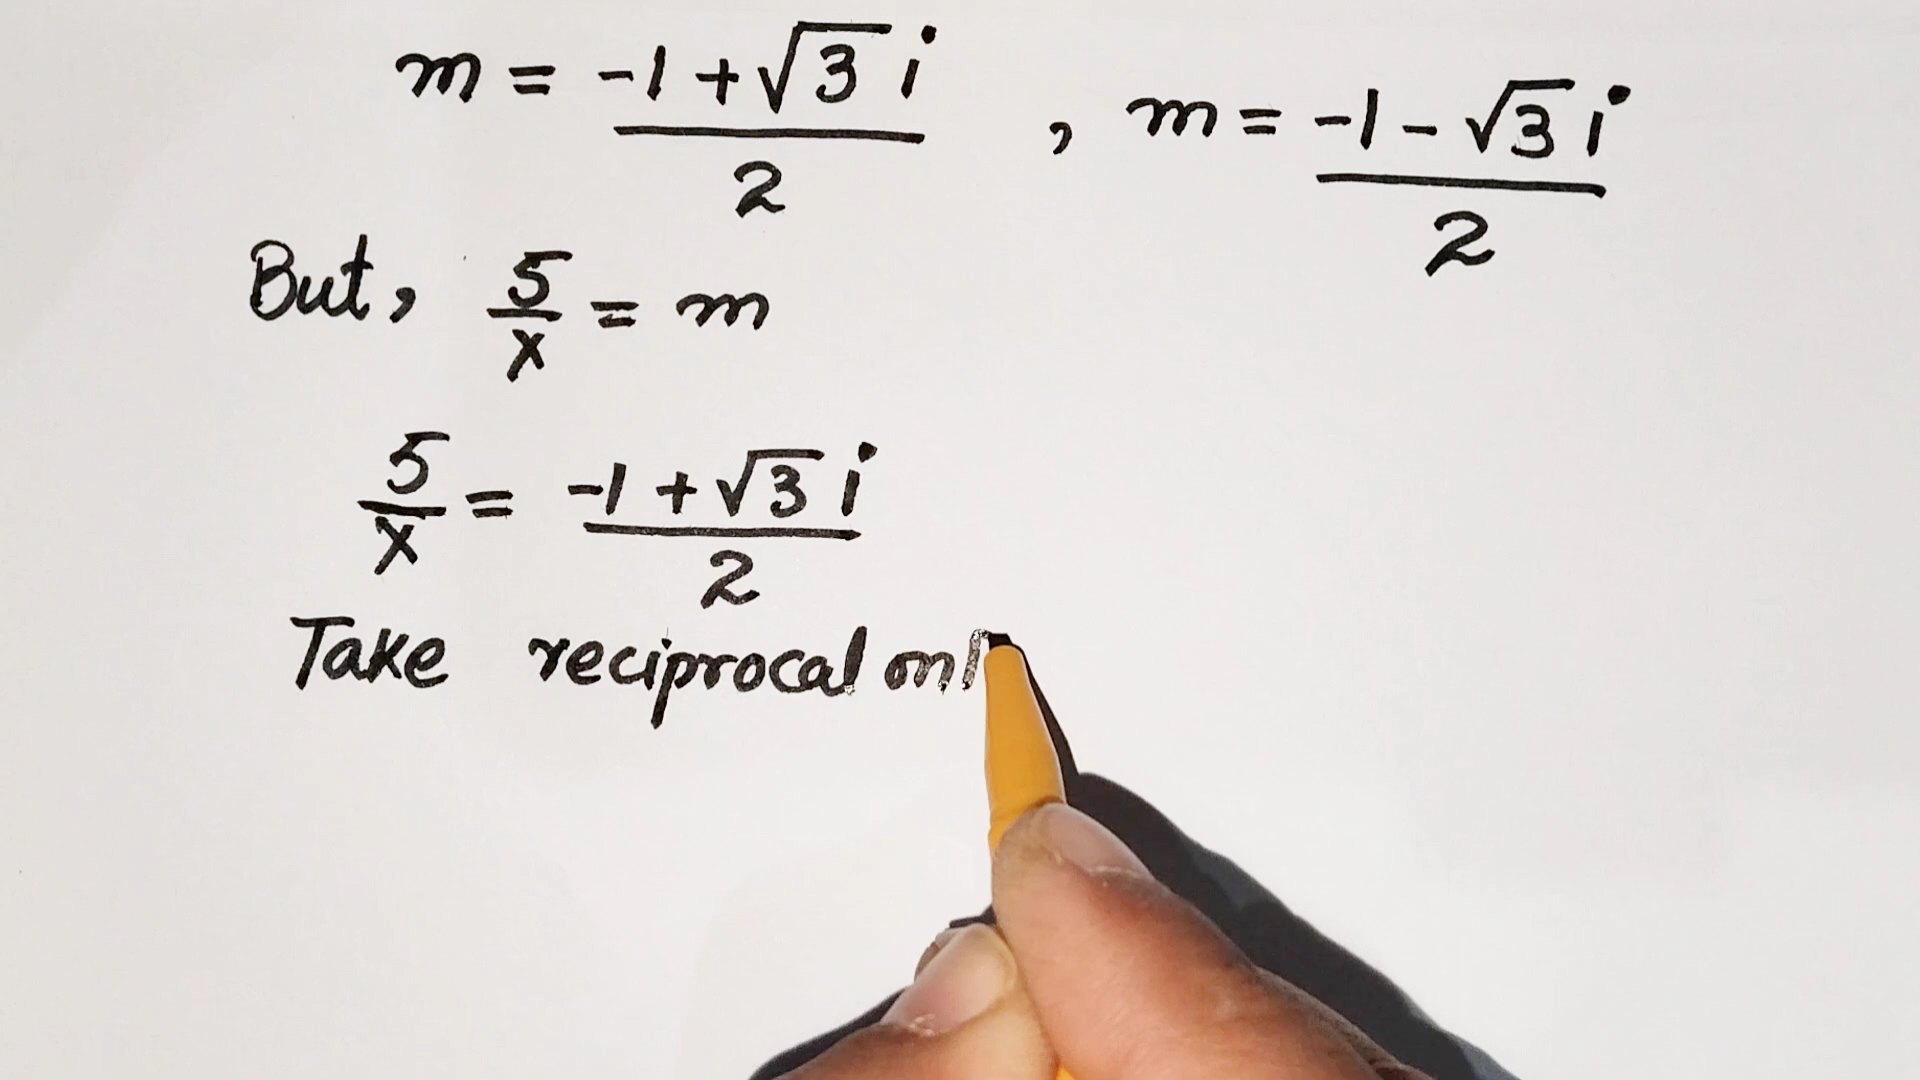 m = (-1 + √3 i)/2 , m = (-1 - √3 i)/2
But, 5/x = m
5/x = (-1 + √3 i)/2
Take reciprocal on